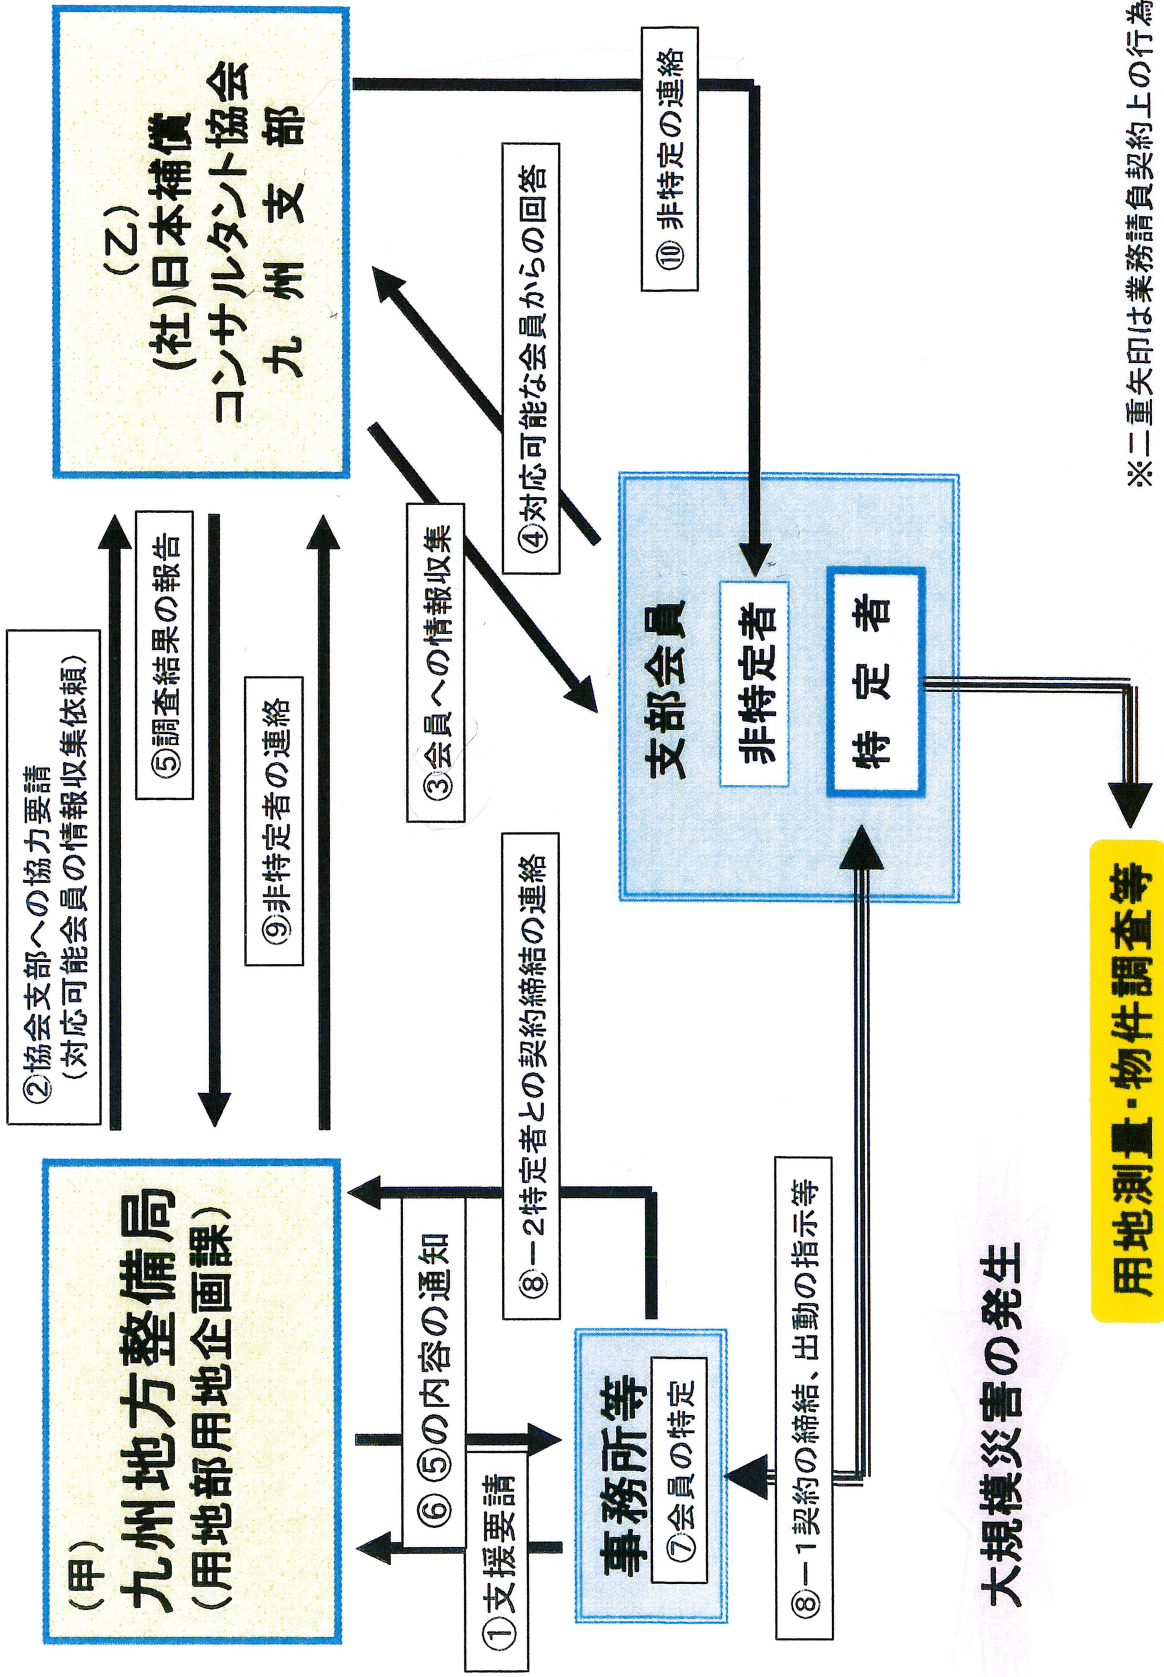 (甲)
九州地方整備局
(用地部用地企画課)
②協会支部への協力要請
(対応可能会員の情報収集依頼)
⑤調査結果の報告
⑨非特定者の連絡
(乙)
(社)日本補償
コンサルタント協会
九州支部
①支援要請
⑥⑤の内容の通知
⑧－2特定者との契約締結の連絡
③会員への情報収集
④対応可能な会員からの回答
⑩非特定の連絡
事務所等
⑦会員の特定
支部会員
非特定者
特定者
⑧－1契約の締結、出動の指示等
大規模災害の発生
用地測量・物件調査等
※二重矢印は業務請負契約上の行為